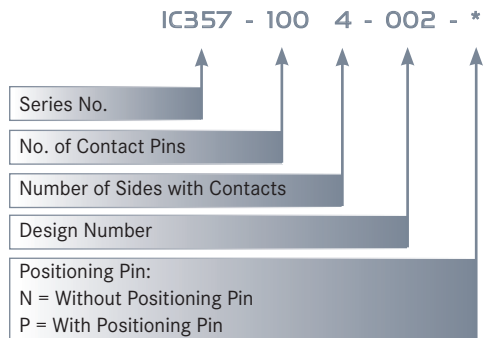 IC357 - 100 4 - 002 - *
Series No.
No. of Contact Pins
Number of Sides with Contacts
Design Number
Positioning Pin:
N = Without Positioning Pin
P = With Positioning Pin